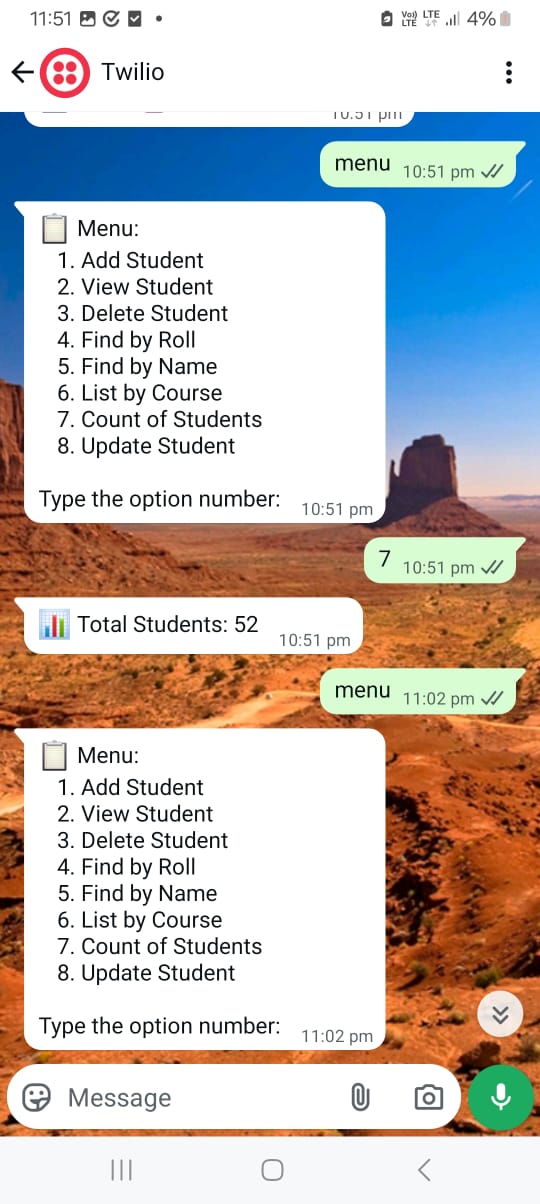 11:51 Vo) LTE LTE 4%
Twilio
10:51 pm
menu 10:51 pm
Menu:
1. Add Student
2. View Student
3. Delete Student
4. Find by Roll
5. Find by Name
6. List by Course
7. Count of Students
8. Update Student
Type the option number: 10:51 pm
7 10:51 pm
Total Students: 52 10:51 pm
menu 11:02 pm
Menu:
1. Add Student
2. View Student
3. Delete Student
4. Find by Roll
5. Find by Name
6. List by Course
7. Count of Students
8. Update Student
Type the option number: 11:02 pm
Message